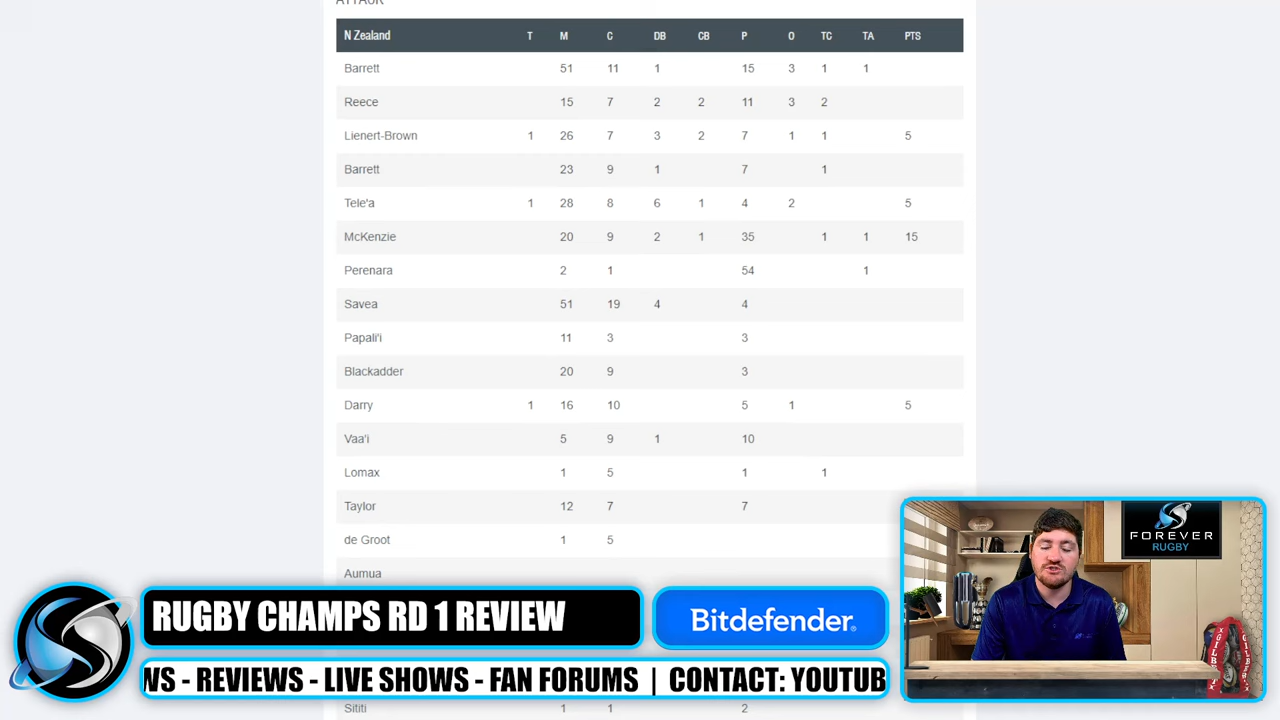 ATTACK
N Zealand T M C DB CB P O TC TA PTS
Barrett 51 11 1 15 3 1 1
Reece 15 7 2 2 11 3 2
Lienert-Brown 1 26 7 3 2 7 1 1 5
Barrett 23 9 1 7 1
Tele'a 1 28 8 6 1 4 2 5
McKenzie 20 9 2 1 35 1 1 15
Perenara 2 1 54 1
Savea 51 19 4 4
Papali'i 11 3 3
Blackadder 20 9 3
Darry 1 16 10 5 1 5
Vaa'i 5 9 1 10
Lomax 1 5 1 1
Taylor 12 7 7
de Groot 1 5
Aumua
FOREVER
RUGBY
RUGBY CHAMPS RD 1 REVIEW
Bitdefender.
WS - REVIEWS - LIVE SHOWS - FAN FORUMS | CONTACT: YOUTUB
Sititi 1 1 2